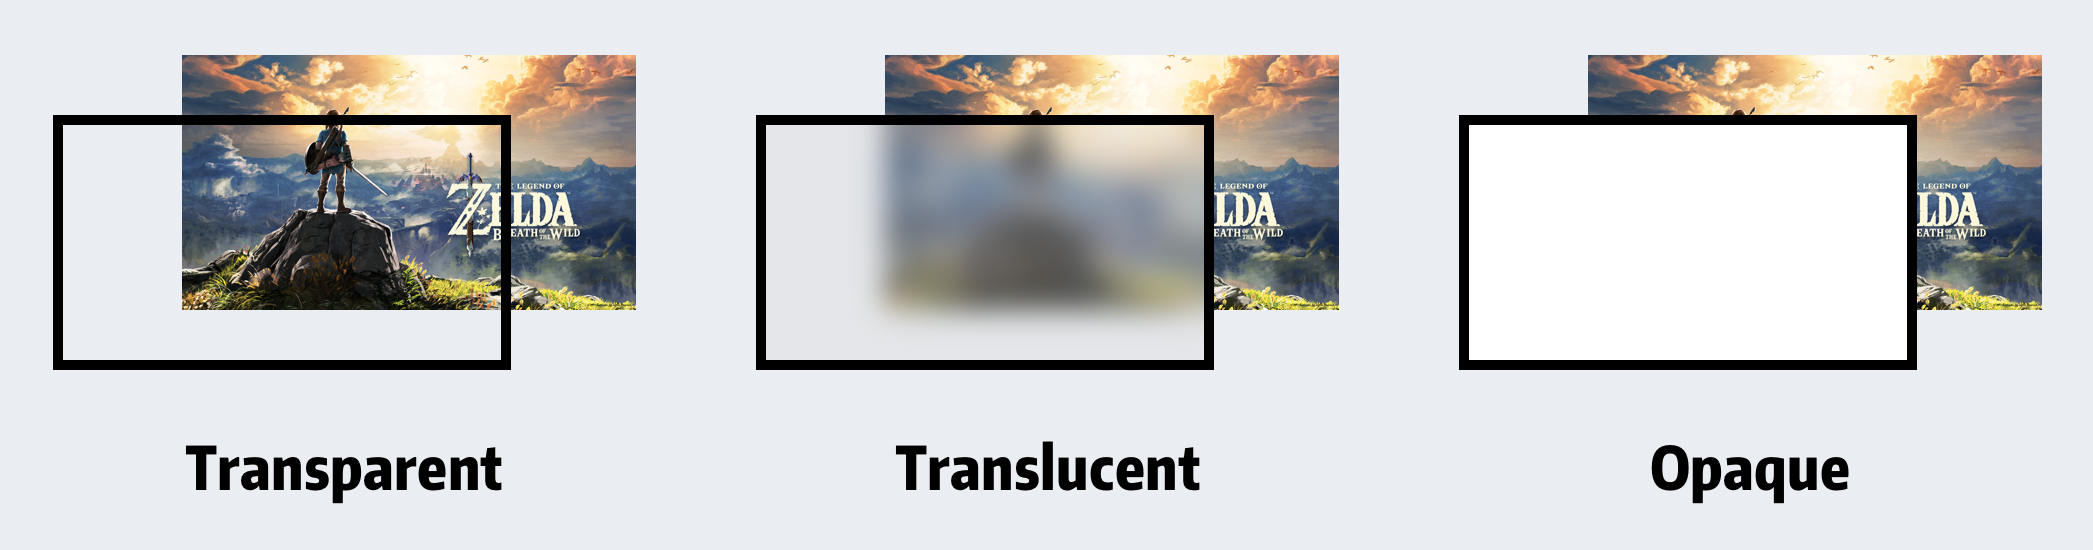 THE LEGEND OF
ZELDA
BREATH OF THE WILD
E LEGEND OF
LDA
EATH OF THE WILD
E LEGEND OF
LDA
EATH OF THE WILD
Transparent
Translucent
Opaque